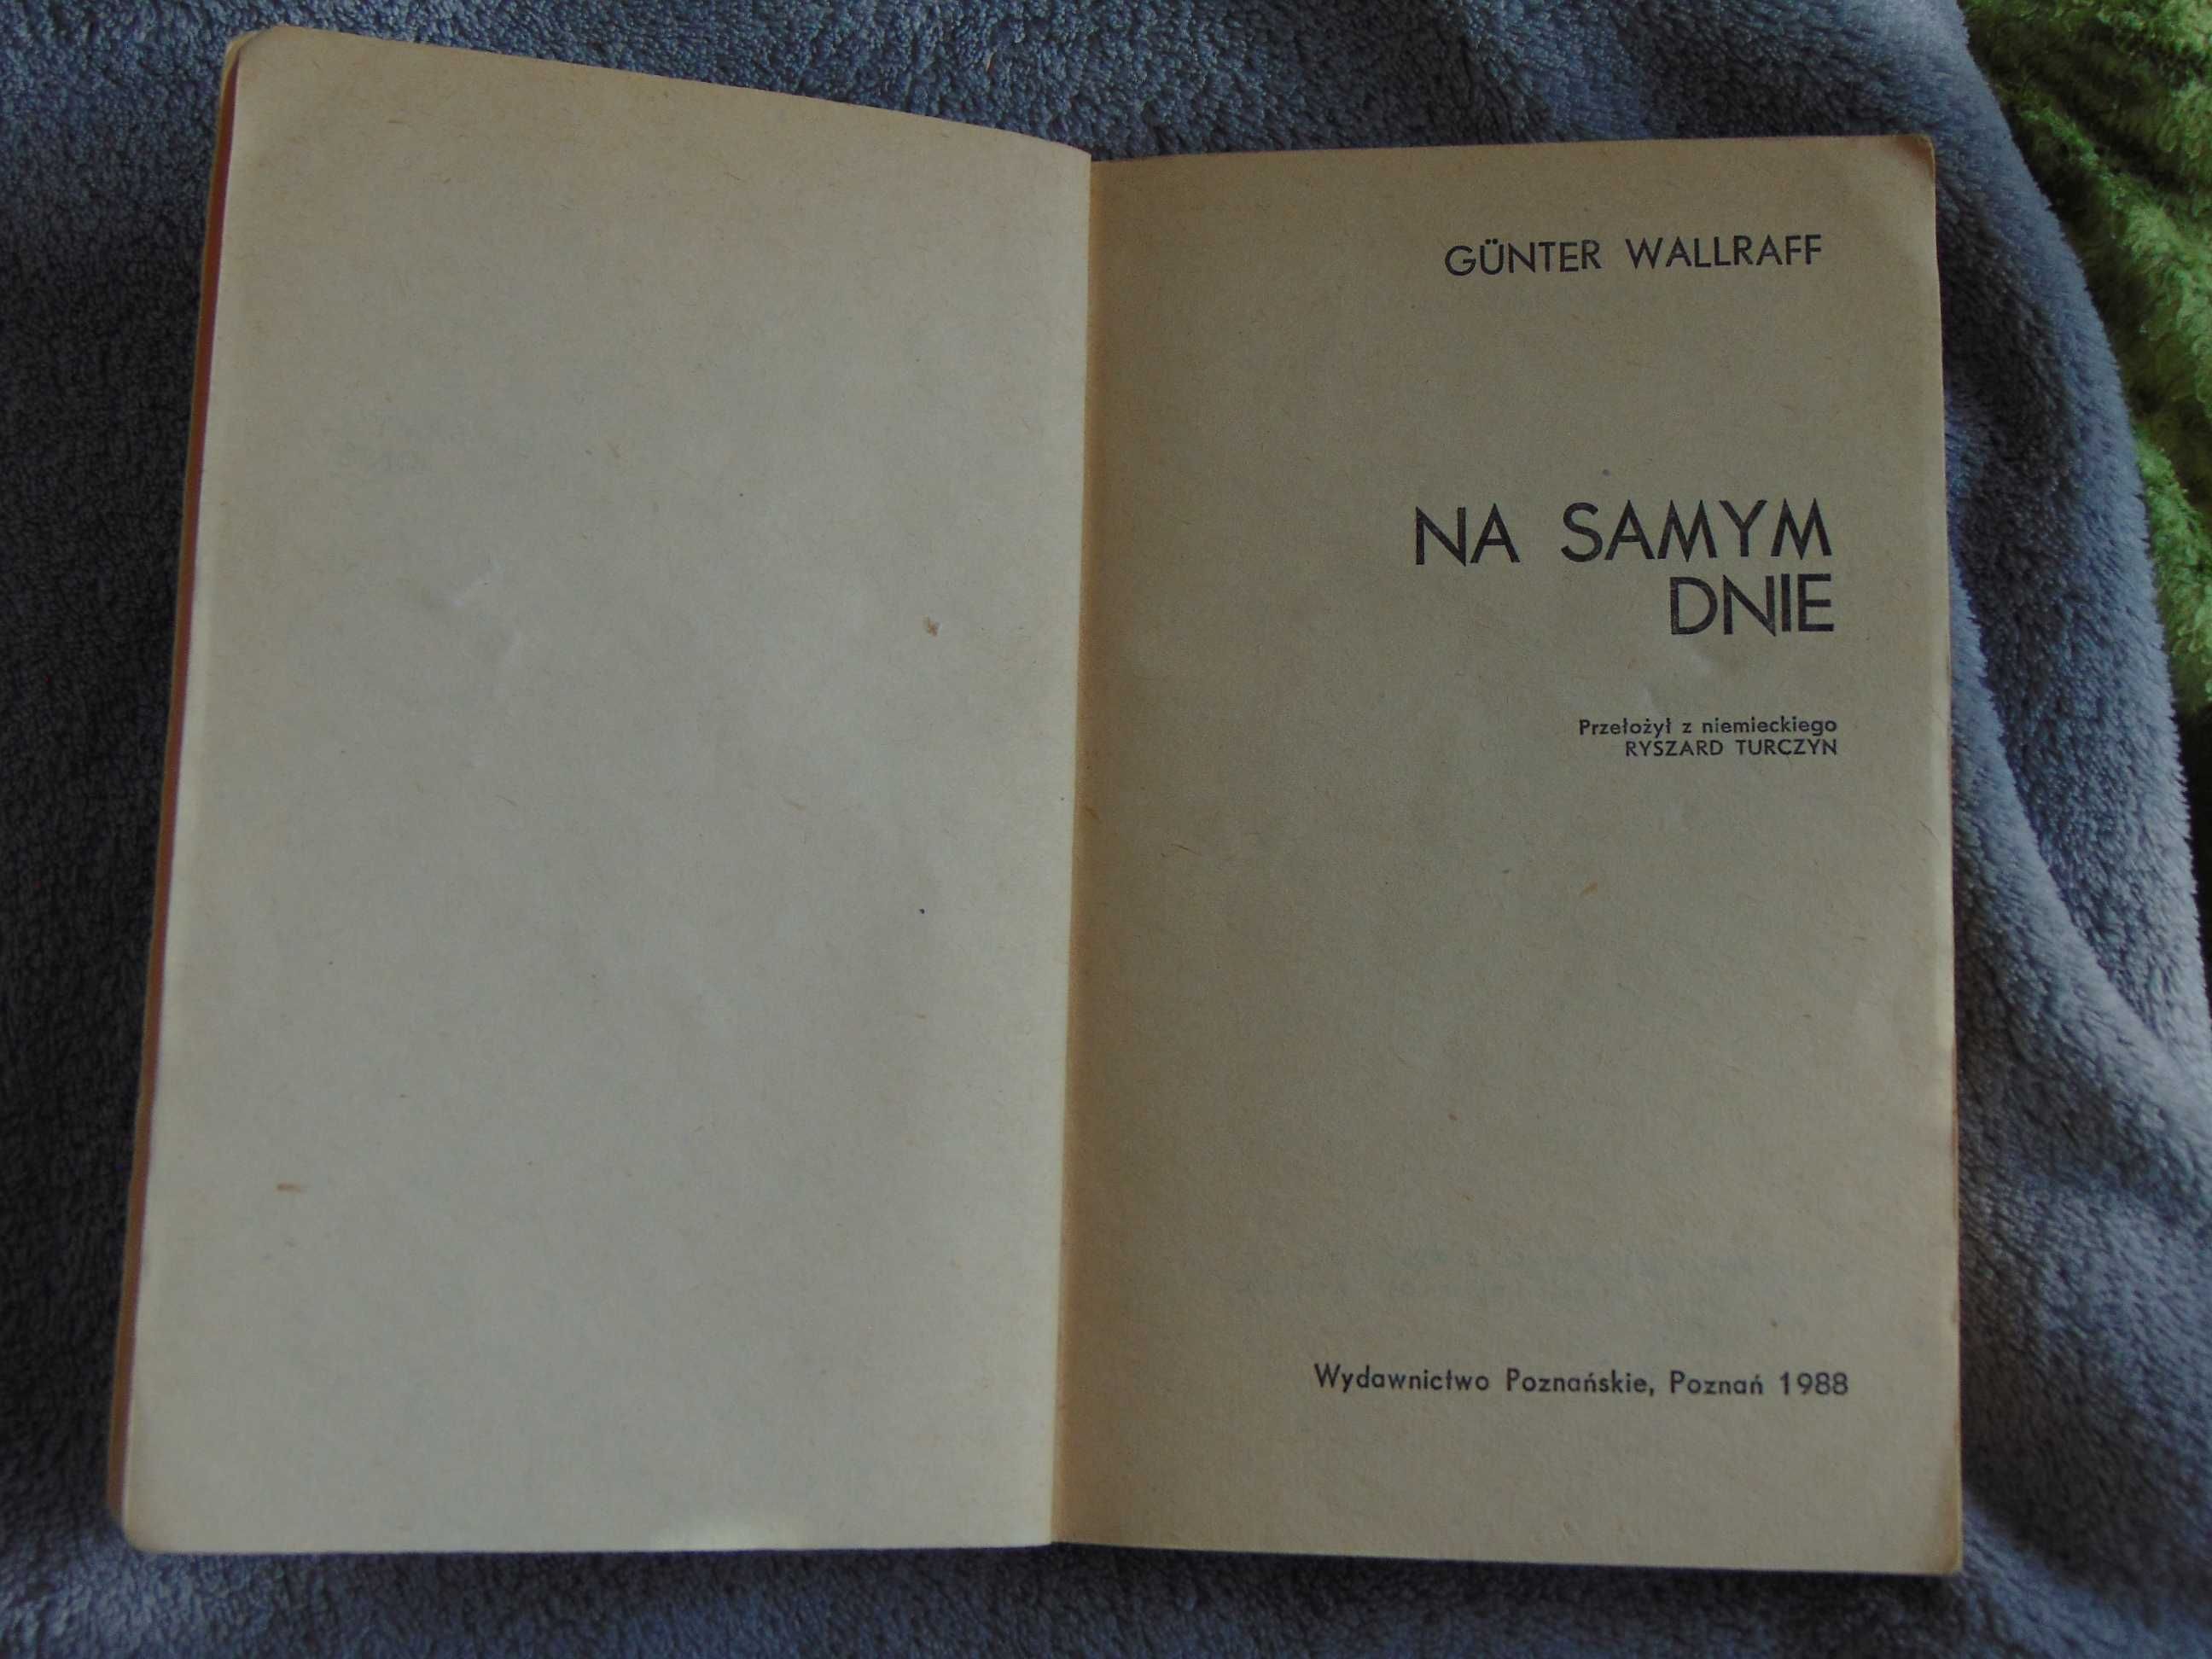 GÜNTER WALLRAFF
NA SAMYM
DNIE
Przełożył z niemieckiego
RYSZARD TURCZYN
Wydawnictwo Poznańskie, Poznań 1988